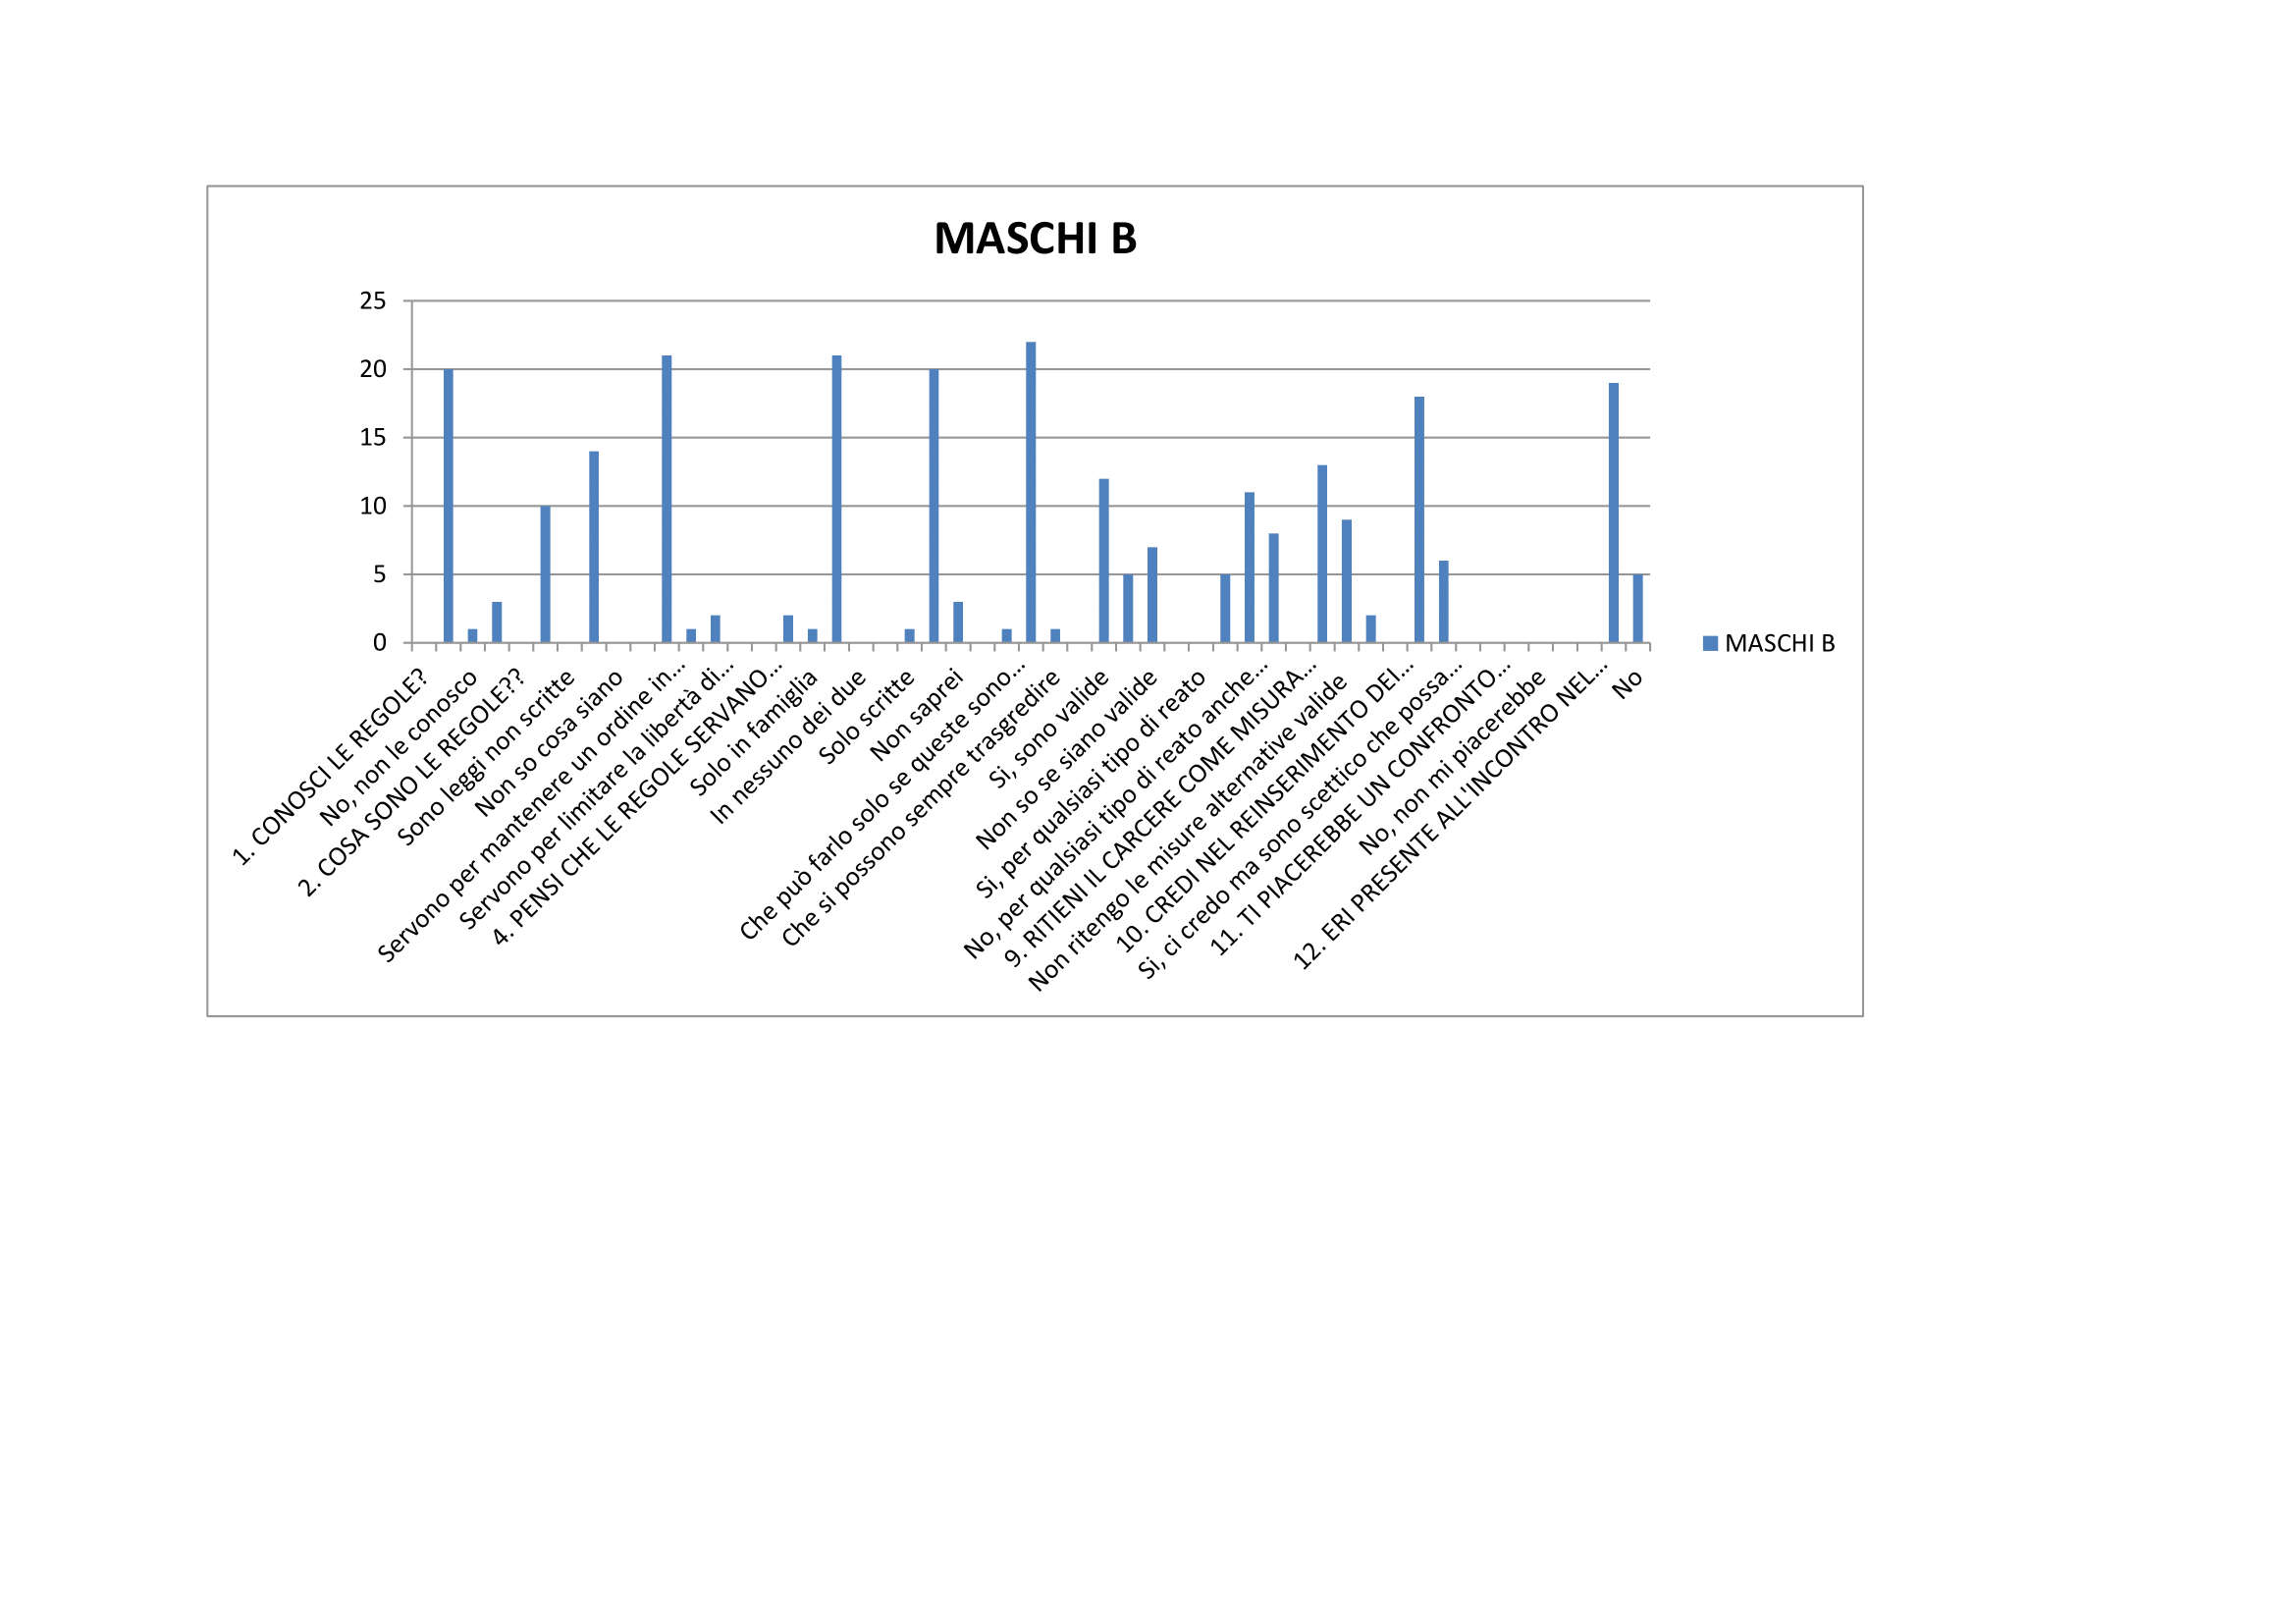 MASCHI B
25
20
15
10
5
0
MASCHI B
1. CONOSCI LE REGOLE?
No, non le conosco
2. COSA SONO LE REGOLE??
Sono leggi non scritte
Non so cosa siano
Servono per mantenere un ordine in...
Servono per limitare la libertà di...
4. PENSI CHE LE REGOLE SERVANO...
Solo in famiglia
In nessuno dei due
Solo scritte
Non saprei
Che può farlo solo se queste sono...
Che si possono sempre trasgredire
Si, sono valide
Non so se siano valide
Si, per qualsiasi tipo di reato
No, per qualsiasi tipo di reato anche...
9. RITIENI IL CARCERE COME MISURA...
Non ritengo le misure alternative valide
10. CREDI NEL REINSERIMENTO DEI...
Si, ci credo ma sono scettico che possa...
11. TI PIACEREBBE UN CONFRONTO...
No, non mi piacerebbe
12. ERI PRESENTE ALL'INCONTRO NEL...
No